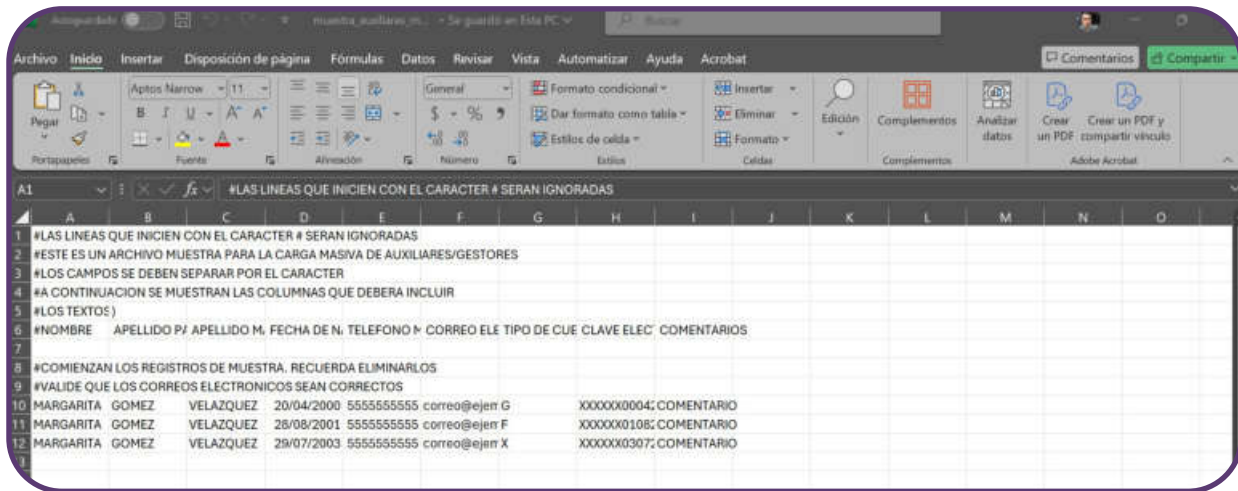 Autoguardado muestra_auxiliares_m... • Se guardó en Este PC Buscar
Archivo Inicio Insertar Disposición de página Fórmulas Datos Revisar Vista Automatizar Ayuda Acrobat Comentarios Compartir
Pegar Aptos Narrow 11 General Formato condicional Insertar Edición Complementos Analizar datos Crear un PDF Crear un PDF y compartir vínculo
N K S $ % Dar formato como tabla Eliminar
Estilos de celda Formato
Portapapeles Fuente Alineación Número Estilos Celdas Complementos Adobe Acrobat
A1 fx #LAS LINEAS QUE INICIEN CON EL CARACTER # SERAN IGNORADAS
A B C D E F G H I J K L M N O
1 #LAS LINEAS QUE INICIEN CON EL CARACTER # SERAN IGNORADAS
2 #ESTE ES UN ARCHIVO MUESTRA PARA LA CARGA MASIVA DE AUXILIARES/GESTORES
3 #LOS CAMPOS SE DEBEN SEPARAR POR EL CARACTER
4 #A CONTINUACION SE MUESTRAN LAS COLUMNAS QUE DEBERA INCLUIR
5 #LOS TEXTOS )
6 #NOMBRE APELLIDO PA APELLIDO M. FECHA DE N. TELEFONO M CORREO ELE TIPO DE CUE CLAVE ELEC COMENTARIOS
7
8 #COMIENZAN LOS REGISTROS DE MUESTRA. RECUERDA ELIMINARLOS
9 #VALIDE QUE LOS CORREOS ELECTRONICOS SEAN CORRECTOS
10 MARGARITA GOMEZ VELAZQUEZ 20/04/2000 5555555555 correo@ejem G XXXXXX0004 COMENTARIO
11 MARGARITA GOMEZ VELAZQUEZ 28/08/2001 5555555555 correo@ejem F XXXXXX0108 COMENTARIO
12 MARGARITA GOMEZ VELAZQUEZ 29/07/2003 5555555555 correo@ejem X XXXXXX0307 COMENTARIO
13